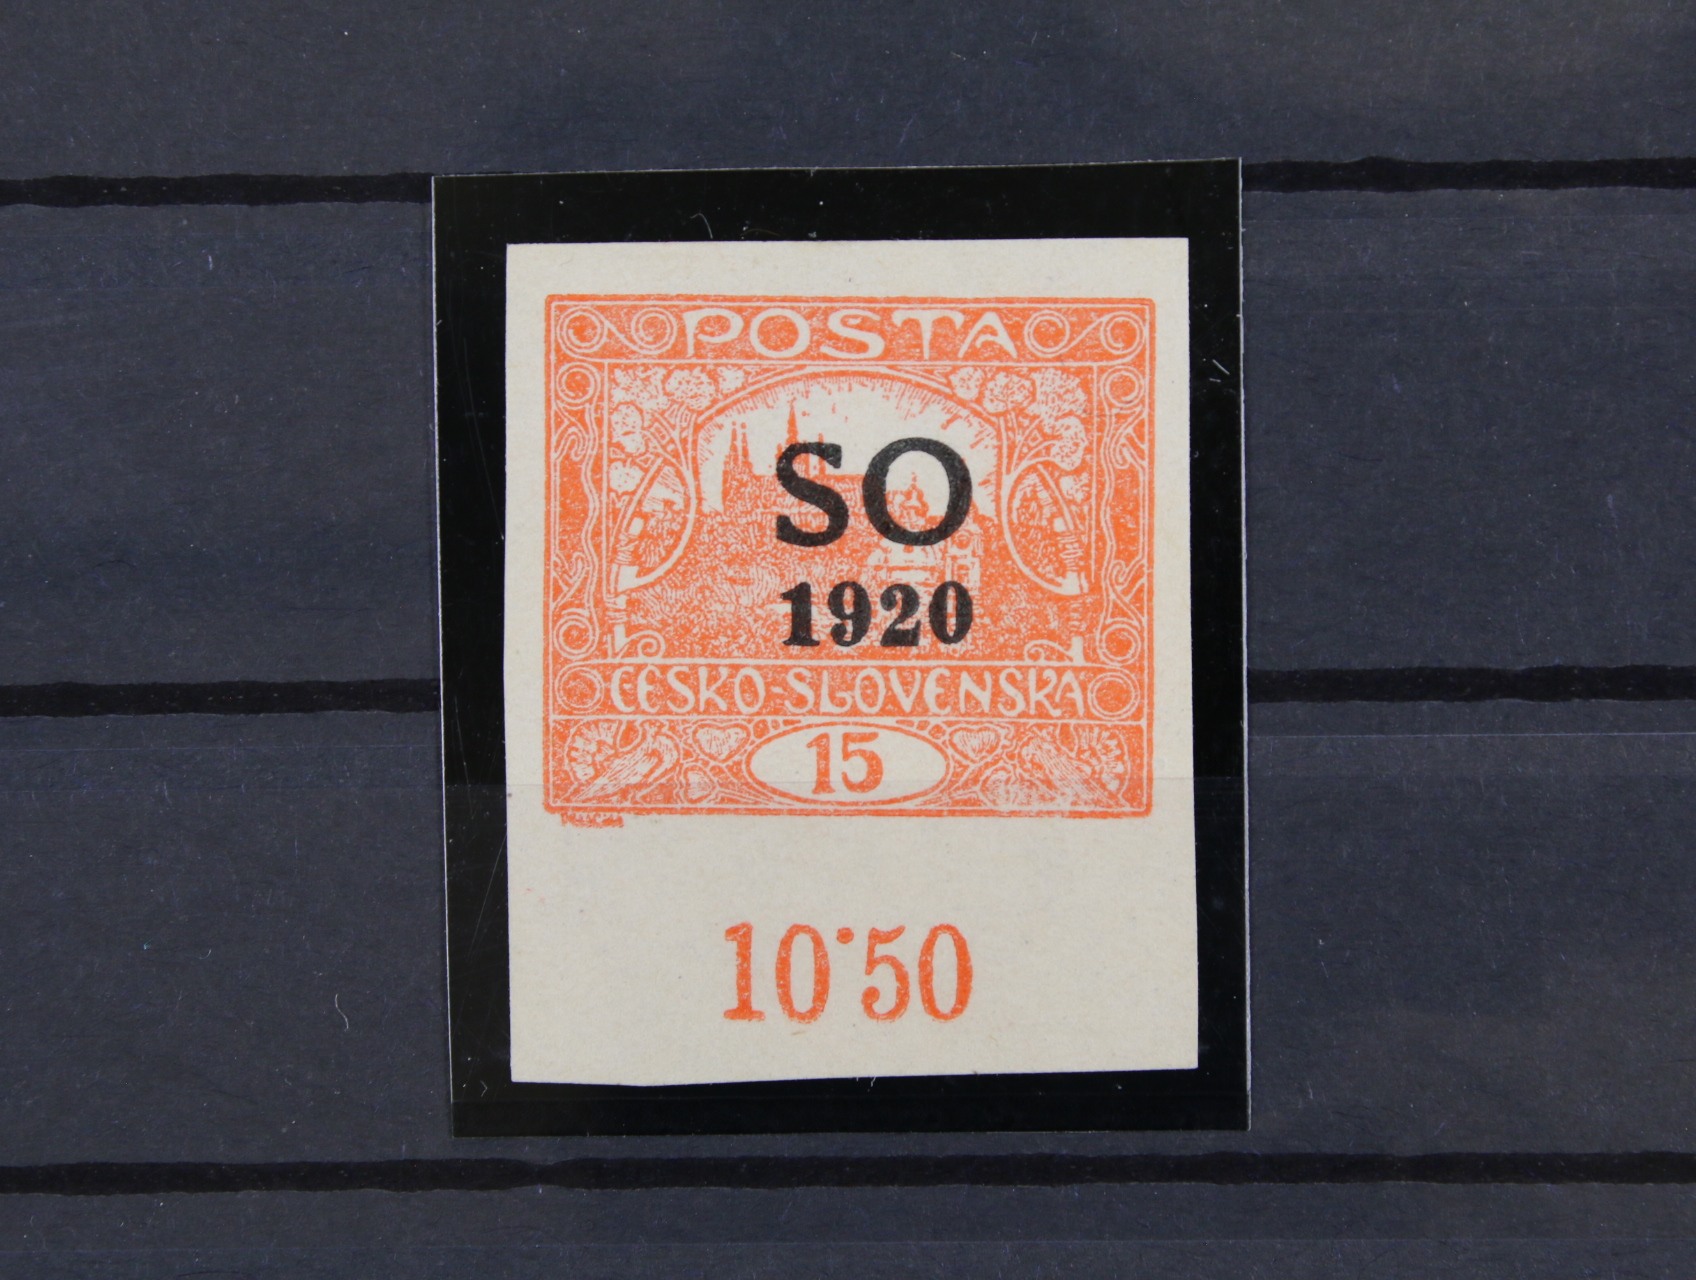 POSTA
SO
1920
ČESKO-SLOVENSKÁ
15
10·50